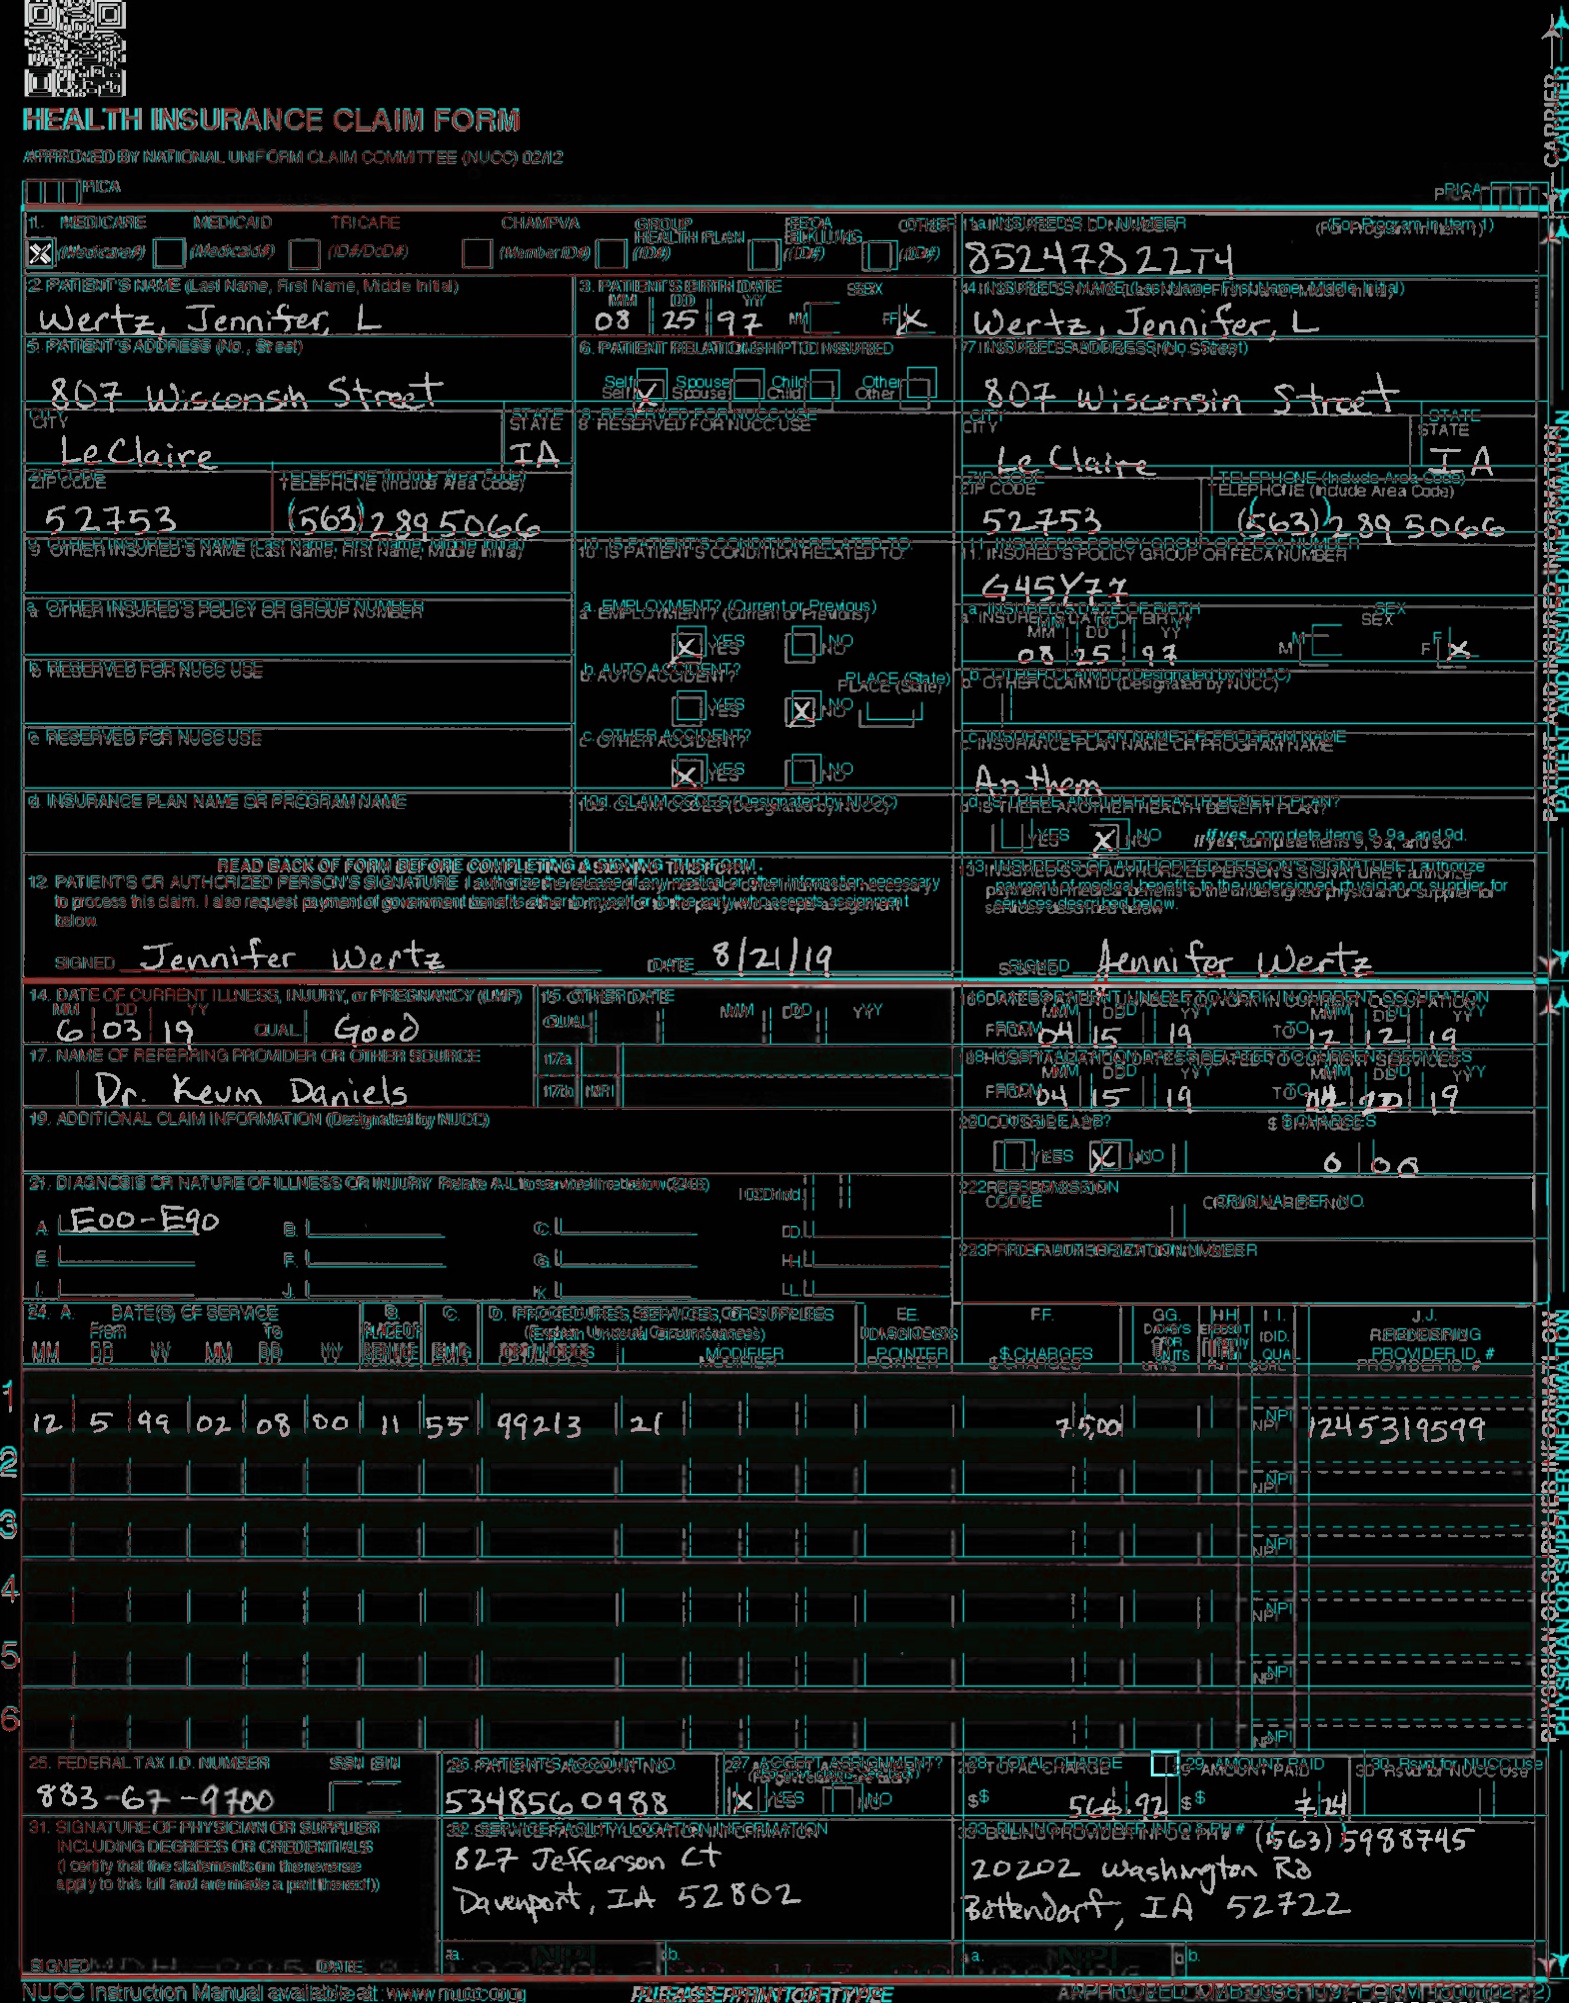 HEALTH INSURANCE CLAIM FORM
APPROVED BY NATIONAL UNIFORM CLAIM COMMITTEE (NUCC) 02/12
PICA
PICA
CARRIER
1. MEDICARE MEDICAID TRICARE CHAMPVA GROUP HEALTH PLAN FECA BLK LUNG OTHER
(Medicare#) (Medicaid#) (ID#/DoD#) (Member ID#) (ID#) (ID#) (ID#)
1a. INSURED'S I.D. NUMBER (For Program in Item 1)
85247822T4
2. PATIENT'S NAME (Last Name, First Name, Middle Initial)
Wertz, Jennifer, L
3. PATIENT'S BIRTH DATE SEX
MM DD YY
08 25 97 M F X
4. INSURED'S NAME (Last Name, First Name, Middle Initial)
Wertz, Jennifer, L
5. PATIENT'S ADDRESS (No., Street)
807 Wisconsin Street
6. PATIENT RELATIONSHIP TO INSURED
Self X Spouse Child Other
7. INSURED'S ADDRESS (No., Street)
807 Wisconsin Street
CITY STATE
LeClaire IA
8. RESERVED FOR NUCC USE
CITY STATE
Le Claire IA
ZIP CODE TELEPHONE (Include Area Code)
52753 (563) 289 5066
ZIP CODE TELEPHONE (Include Area Code)
52753 (563) 289 5066
9. OTHER INSURED'S NAME (Last Name, First Name, Middle Initial)
10. IS PATIENT'S CONDITION RELATED TO:
11. INSURED'S POLICY GROUP OR FECA NUMBER
G45Y77
a. OTHER INSURED'S POLICY OR GROUP NUMBER
a. EMPLOYMENT? (Current or Previous)
X YES NO
a. INSURED'S DATE OF BIRTH SEX
MM DD YY
08 25 97 M F X
b. RESERVED FOR NUCC USE
b. AUTO ACCIDENT? PLACE (State)
YES X NO
b. OTHER CLAIM ID (Designated by NUCC)
c. RESERVED FOR NUCC USE
c. OTHER ACCIDENT?
X YES NO
c. INSURANCE PLAN NAME OR PROGRAM NAME
Anthem
d. INSURANCE PLAN NAME OR PROGRAM NAME
10d. CLAIM CODES (Designated by NUCC)
d. IS THERE ANOTHER HEALTH BENEFIT PLAN?
YES X NO If yes, complete items 9, 9a, and 9d.
PATIENT AND INSURED INFORMATION
READ BACK OF FORM BEFORE COMPLETING & SIGNING THIS FORM.
12. PATIENT'S OR AUTHORIZED PERSON'S SIGNATURE I authorize the release of any medical or other information necessary
to process this claim. I also request payment of government benefits either to myself or to the party who accepts assignment
below.
SIGNED Jennifer Wertz DATE 8/21/19
13. INSURED'S OR AUTHORIZED PERSON'S SIGNATURE I authorize
payment of medical benefits to the undersigned physician or supplier for
services described below.
SIGNED Jennifer Wertz
14. DATE OF CURRENT ILLNESS, INJURY, or PREGNANCY (LMP)
MM DD YY
6 03 19 QUAL. Good
15. OTHER DATE
QUAL. MM DD YY
16. DATES PATIENT UNABLE TO WORK IN CURRENT OCCUPATION
MM DD YY MM DD YY
FROM 04 15 19 TO 12 12 19
17. NAME OF REFERRING PROVIDER OR OTHER SOURCE
Dr. Kevin Daniels
17a.
17b. NPI
18. HOSPITALIZATION DATES RELATED TO CURRENT SERVICES
MM DD YY MM DD YY
FROM 04 15 19 TO 19
19. ADDITIONAL CLAIM INFORMATION (Designated by NUCC)
20. OUTSIDE LAB? $ CHARGES
YES X NO 0 00
21. DIAGNOSIS OR NATURE OF ILLNESS OR INJURY Relate A-L to service line below (24E) ICD Ind.
A. E00-E90 B. C. D.
E. F. G. H.
I. J. K. L.
22. RESUBMISSION CODE ORIGINAL REF. NO.
23. PRIOR AUTHORIZATION NUMBER
24. A. DATE(S) OF SERVICE B. C. D. PROCEDURES, SERVICES, OR SUPPLIES E. F. G. H. I. J.
From To PLACE OF (Explain Unusual Circumstances) DIAGNOSIS DAYS OR EPSDT ID. RENDERING
MM DD YY MM DD YY SERVICE EMG CPT/HCPCS MODIFIER POINTER $ CHARGES UNITS QUAL. PROVIDER ID. #
1
12 5 99 02 08 00 11 55 99213 21 75,00 NPI 1245319599
2 NPI
3 NPI
4 NPI
5 NPI
6 NPI
PHYSICIAN OR SUPPLIER INFORMATION
25. FEDERAL TAX I.D. NUMBER SSN EIN
883-67-9700
26. PATIENT'S ACCOUNT NO.
5348560988
27. ACCEPT ASSIGNMENT?
(For govt. claims, see back)
X YES NO
28. TOTAL CHARGE
$ 566.92
29. AMOUNT PAID
$ 7.24
30. Rsvd for NUCC Use
31. SIGNATURE OF PHYSICIAN OR SUPPLIER
INCLUDING DEGREES OR CREDENTIALS
(I certify that the statements on the reverse
apply to this bill and are made a part thereof.)
SIGNED DATE
32. SERVICE FACILITY LOCATION INFORMATION
827 Jefferson Ct
Davenport, IA 52802
a. b.
33. BILLING PROVIDER INFO & PH # (563) 5988745
20202 Washington Rd
Bettendorf, IA 52722
a. b.
NUCC Instruction Manual available at: www.nucc.org
PLEASE PRINT OR TYPE